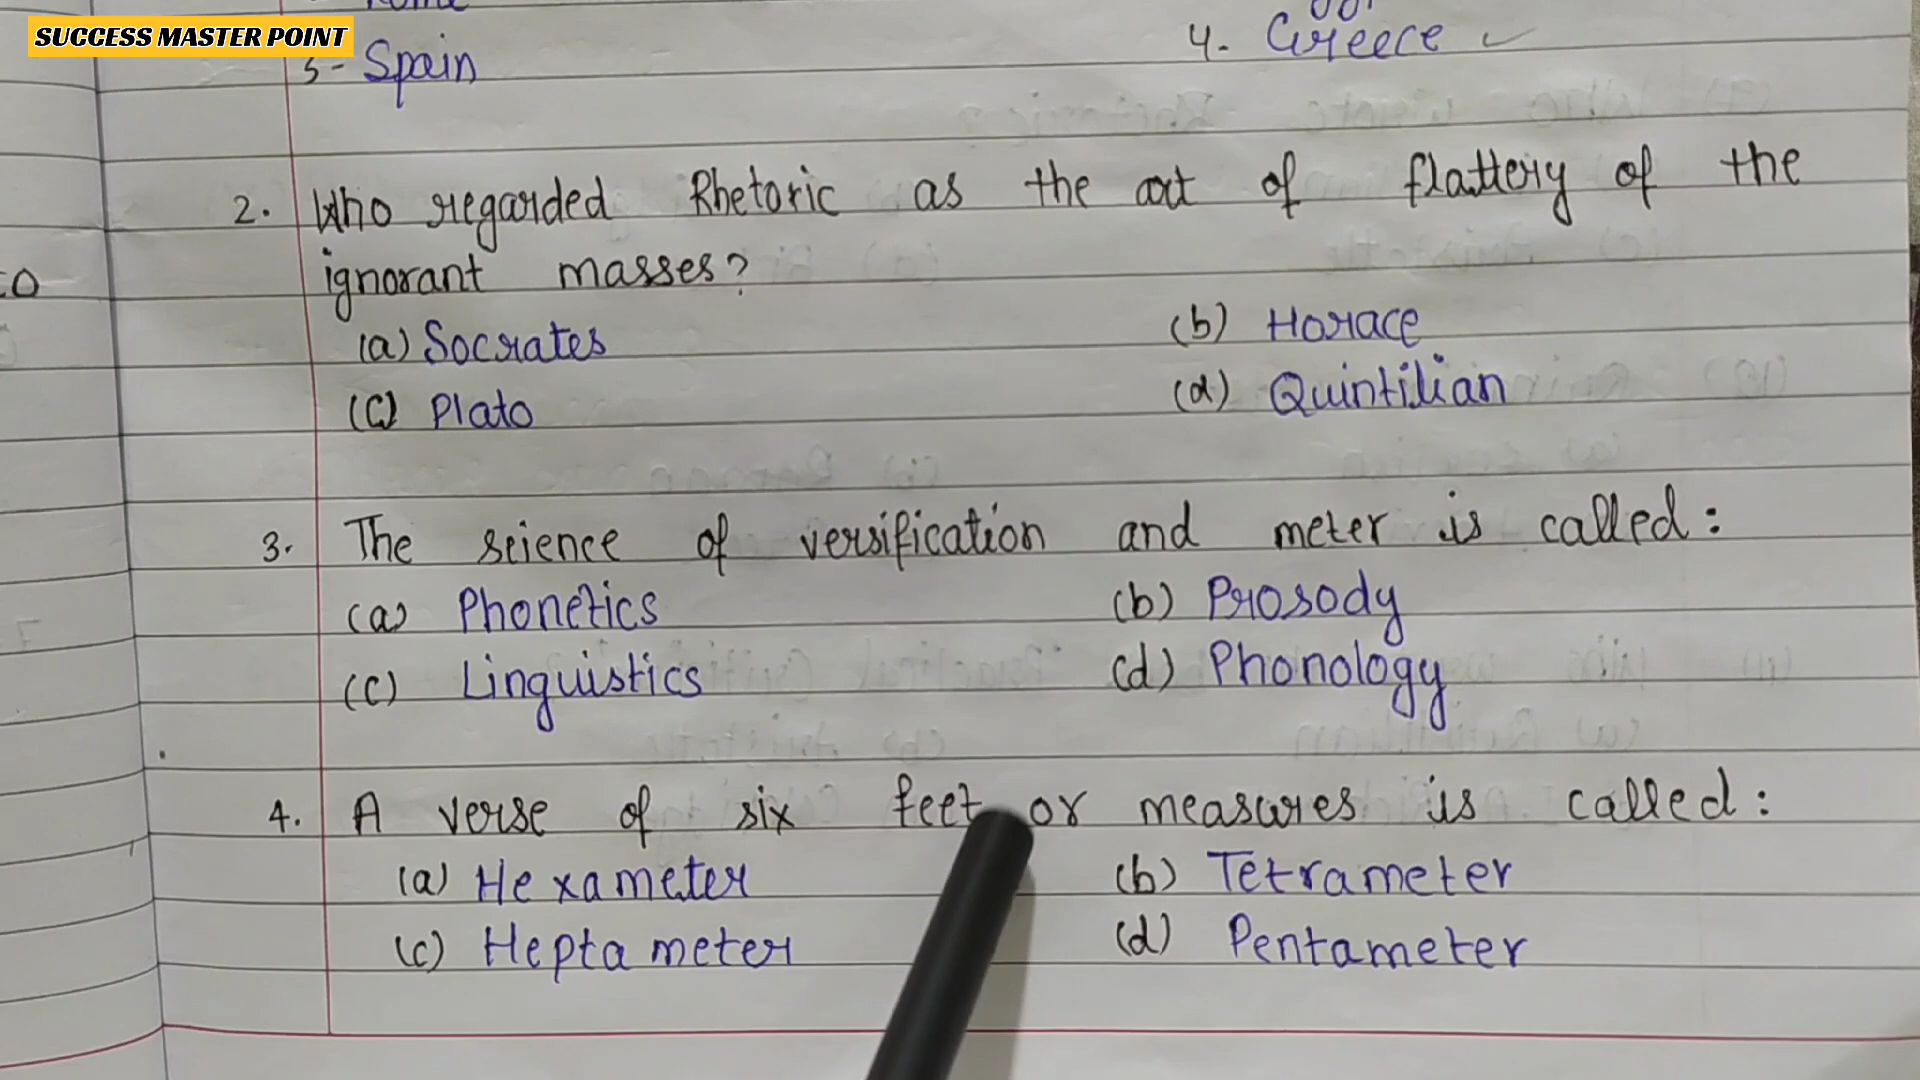 SUCCESS MASTER POINT
3- Spain
4- Greece
2. Who regarded Rhetoric as the art of flattery of the
ignorant masses?
(a) Socrates (b) Horace
(c) Plato (d) Quintilian
3. The science of versification and meter is called:
(a) Phonetics (b) Prosody
(c) Linguistics (d) Phonology
4. A verse of six feet or measures is called:
(a) Hexameter (b) Tetrameter
(c) Heptameter (d) Pentameter